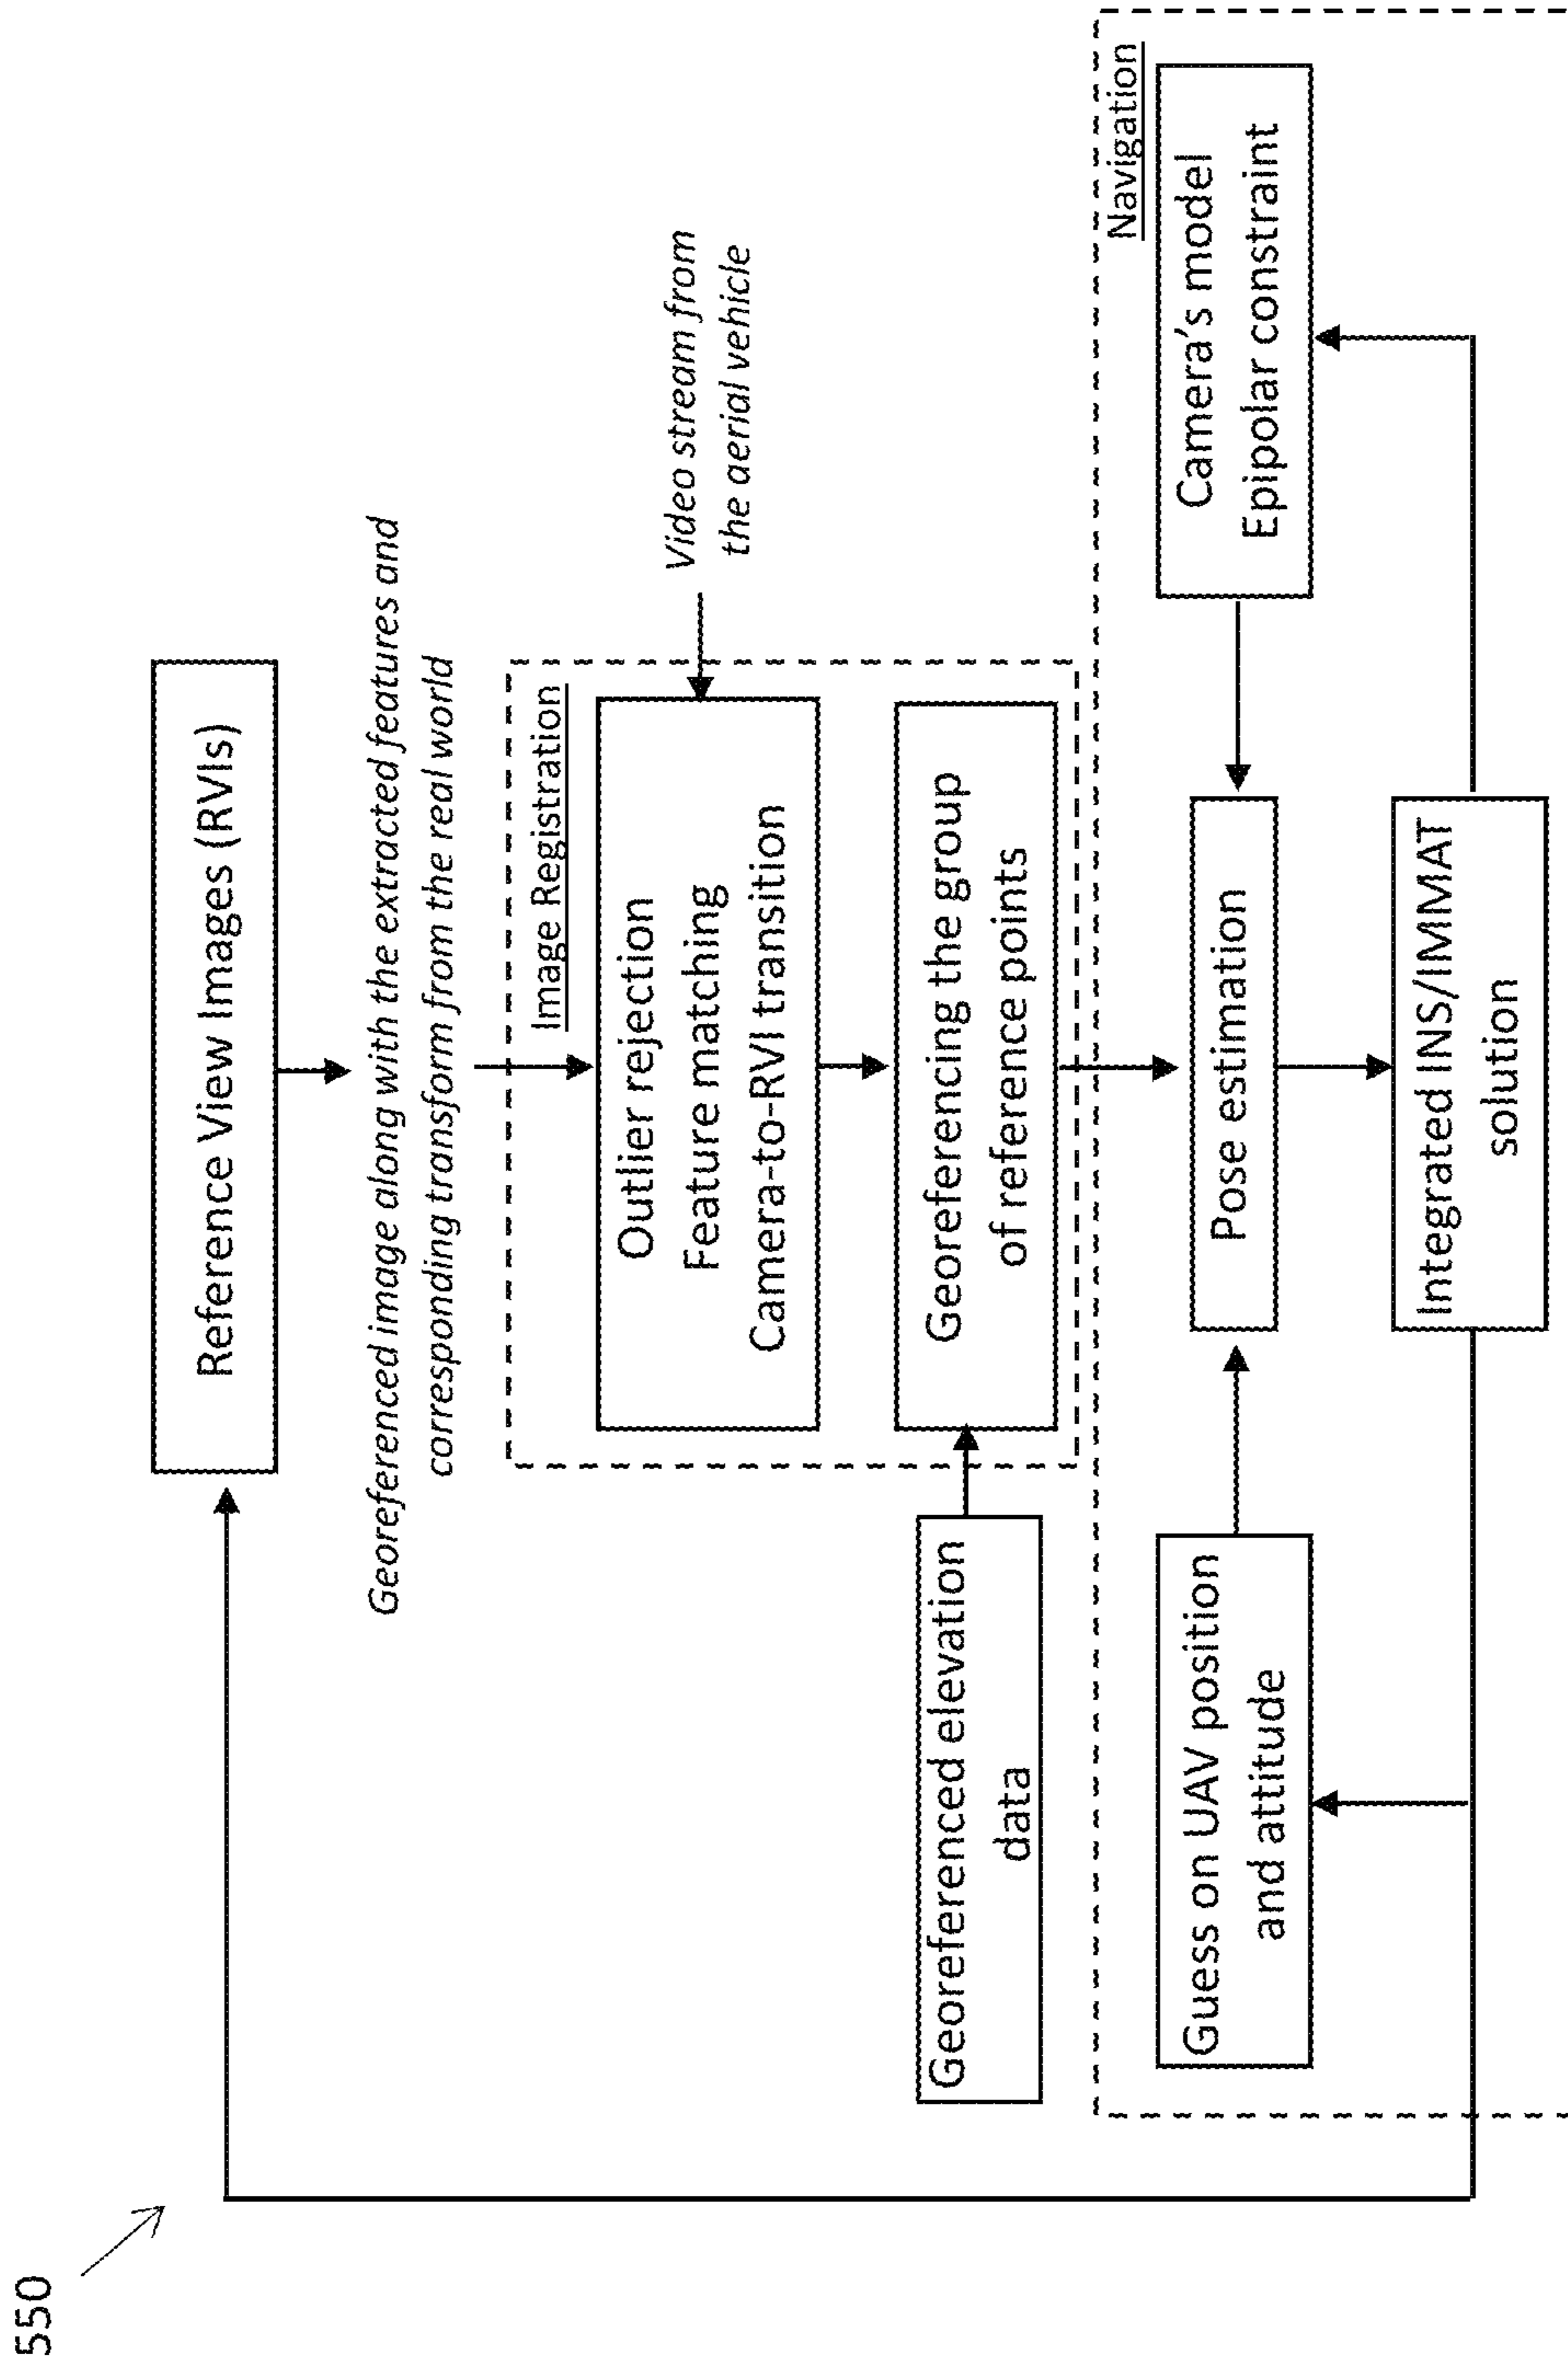 550
Reference View Images (RVIs)
Georeferenced image along with the extracted features and
corresponding transform from the real world
Image Registration
Outlier rejection
Feature matching
Camera-to-RVI transition
Video stream from
the aerial vehicle
Georeferenced elevation
data
Georeferencing the group
of reference points
Navigation
Guess on UAV position
and attitude
Pose estimation
Camera's model
Epipolar constraint
Integrated INS/IMMAT
solution